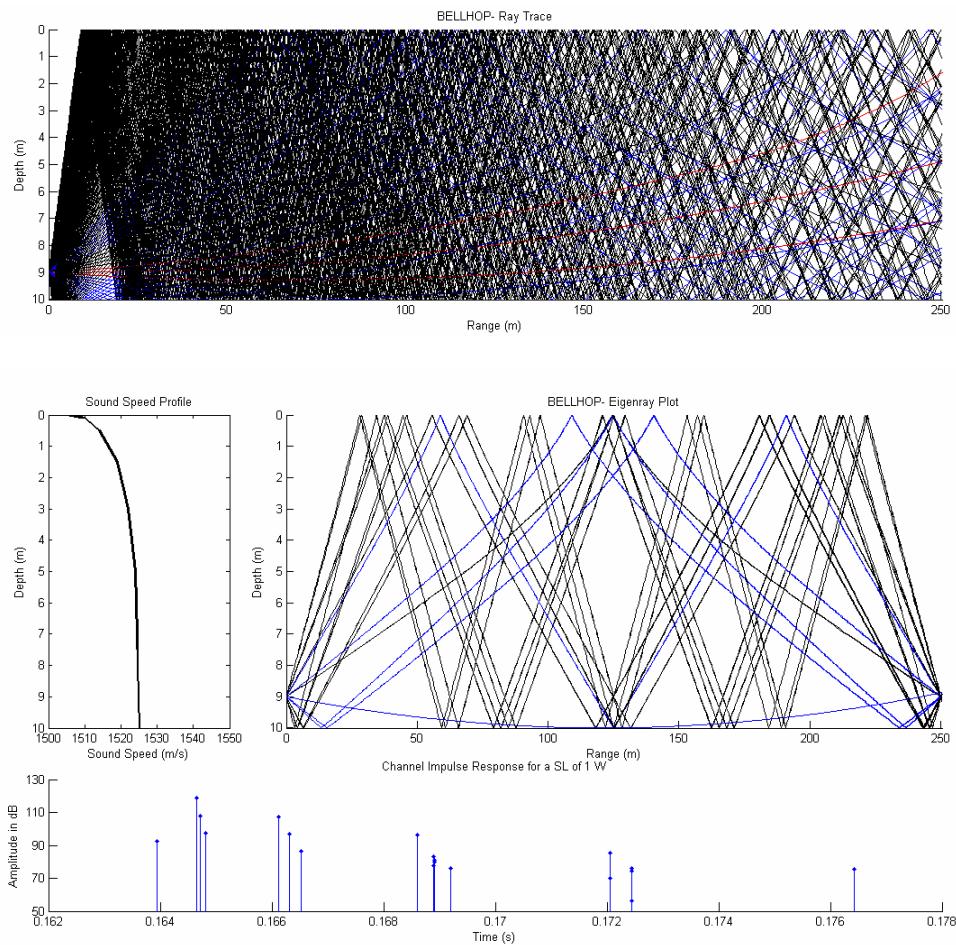 BELLHOP- Ray Trace
Depth (m)
0
1
2
3
4
5
6
7
8
9
10
0 50 100 150 200 250
Range (m)
Sound Speed Profile
Depth (m)
0
1
2
3
4
5
6
7
8
9
10
1500 1510 1520 1530 1540 1550
Sound Speed (m/s)
BELLHOP- Eigenray Plot
Depth (m)
0
1
2
3
4
5
6
7
8
9
10
0 50 100 150 200 250
Range (m)
Channel Impulse Response for a SL of 1 W
Amplitude in dB
130
110
90
70
50
0.162 0.164 0.166 0.168 0.17 0.172 0.174 0.176 0.178
Time (s)